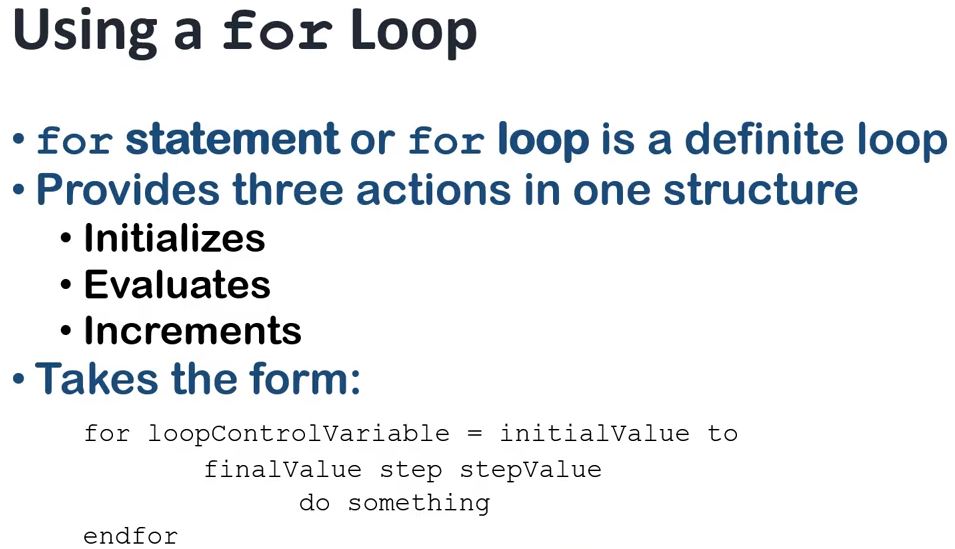 Using a for Loop
• for statement or for loop is a definite loop
• Provides three actions in one structure
• Initializes
• Evaluates
• Increments
• Takes the form:
for loopControlVariable = initialValue to
finalValue step stepValue
do something
endfor